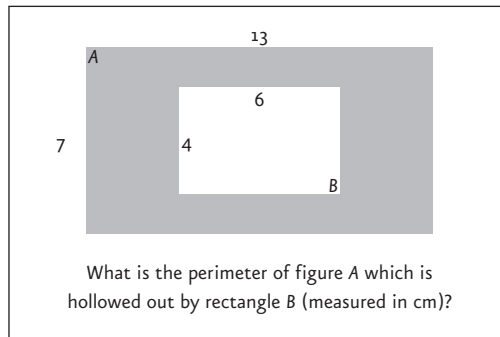 13
A
6
7
4
B
What is the perimeter of figure A which is
hollowed out by rectangle B (measured in cm)?